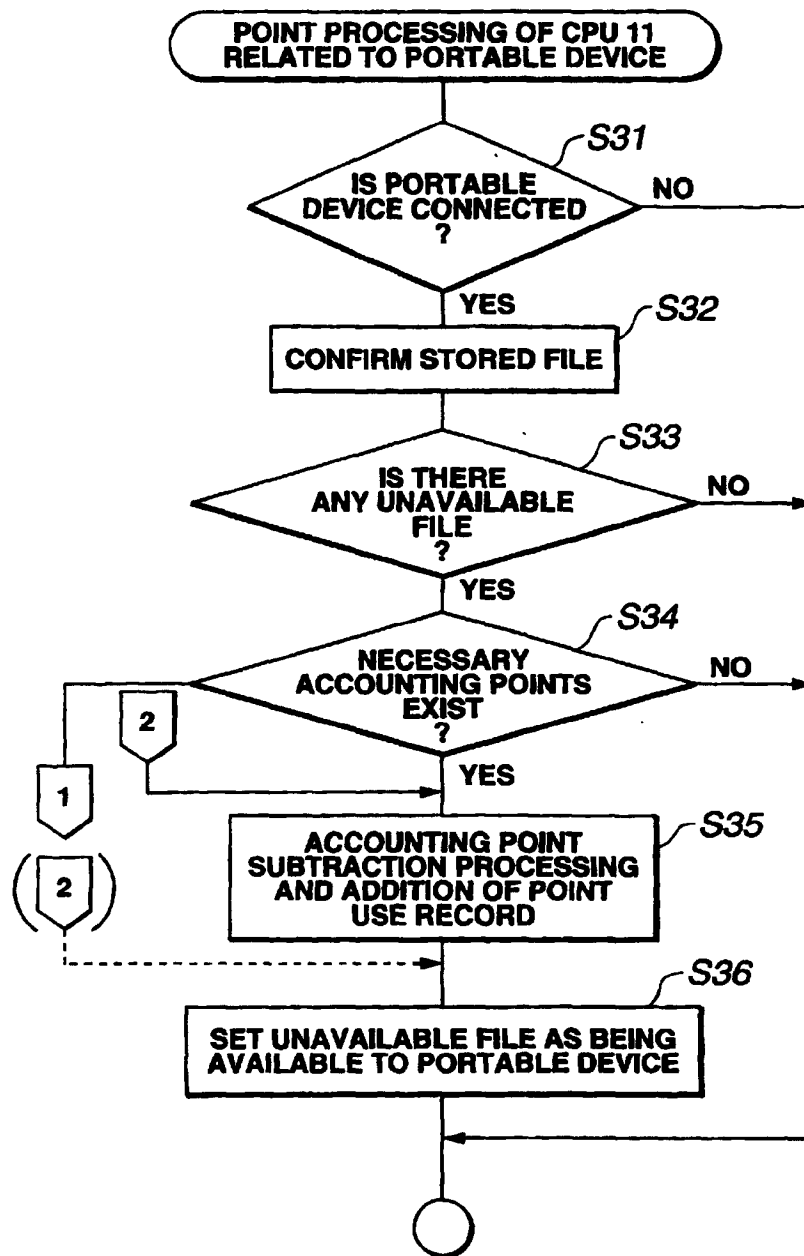 POINT PROCESSING OF CPU 11
RELATED TO PORTABLE DEVICE
S31
IS PORTABLE
DEVICE CONNECTED
?
NO
YES
S32
CONFIRM STORED FILE
S33
IS THERE
ANY UNAVAILABLE
FILE
?
NO
YES
S34
NECESSARY
ACCOUNTING POINTS
EXIST
?
NO
2
YES
1
S35
ACCOUNTING POINT
SUBTRACTION PROCESSING
AND ADDITION OF POINT
USE RECORD
(2)
S36
SET UNAVAILABLE FILE AS BEING
AVAILABLE TO PORTABLE DEVICE